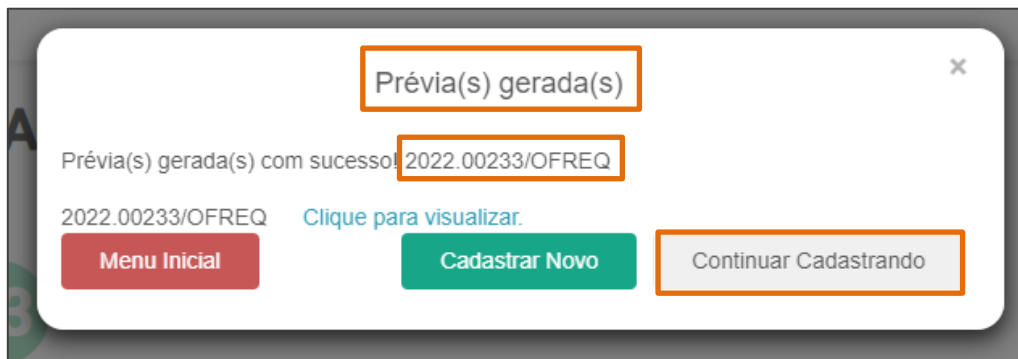 Prévia(s) gerada(s)
×
Prévia(s) gerada(s) com sucesso! 2022.00233/OFREQ
2022.00233/OFREQ Clique para visualizar.
Menu Inicial Cadastrar Novo Continuar Cadastrando